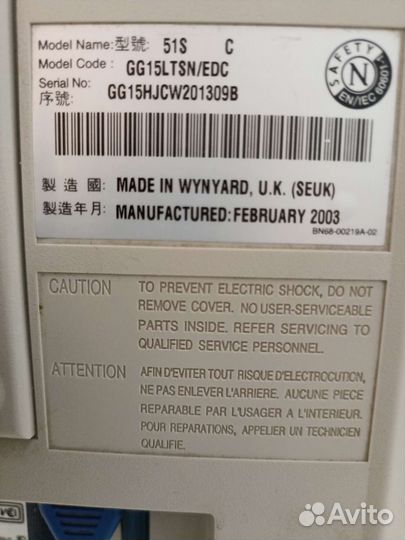 Model Name: 型號: 51S C
Model Code : GG15LTSN/EDC
Serial No:
序號: GG15HJCW201309B
SAFETY
N
EN/IEC 60601-1
製 造 國: MADE IN WYNYARD, U.K. (SEUK)
製造年月: MANUFACTURED: FEBRUARY 2003
BN68-00219A-02
CAUTION TO PREVENT ELECTRIC SHOCK, DO NOT
REMOVE COVER. NO USER-SERVICEABLE
PARTS INSIDE. REFER SERVICING TO
QUALIFIED SERVICE PERSONNEL.
ATTENTION AFIN D'EVITER TOUT RISQUE D'ELECTROCUTION,
NE PAS ENLEVER L'ARRIERE. AUCUNE PIECE
REPARABLE PAR L'USAGER A L'INTERIEUR.
POUR REPARATIONS, APPELIER UN TECHNICIEN
QUALIFIE.
Avito